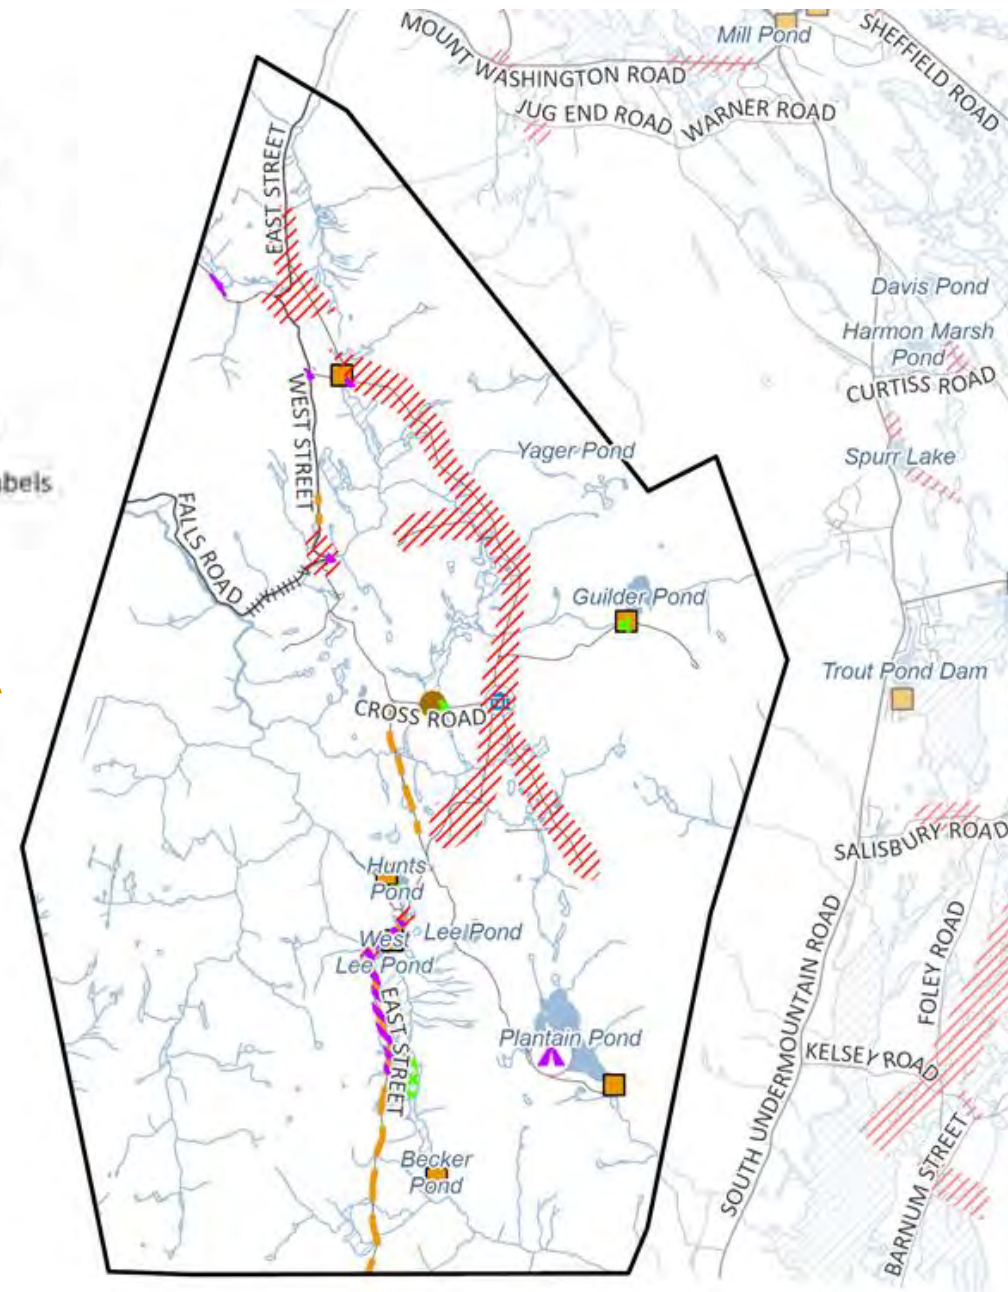 MOUNT WASHINGTON ROAD
Mill Pond
SHEFFIELD ROAD
JUG END ROAD
WARNER ROAD
EAST STREET
Davis Pond
Harmon Marsh
Pond
CURTISS ROAD
WEST STREET
Yager Pond
Spurr Lake
bels
FALLS ROAD
Guilder Pond
Trout Pond Dam
CROSS ROAD
SALISBURY ROAD
Hunts
Pond
Lee Pond
West
Lee Pond
SOUTH UNDERMOUNTAIN ROAD
FOLEY ROAD
EAST STREET
Plantain Pond
KELSEY ROAD
BARNUM STREET
Becker
Pond